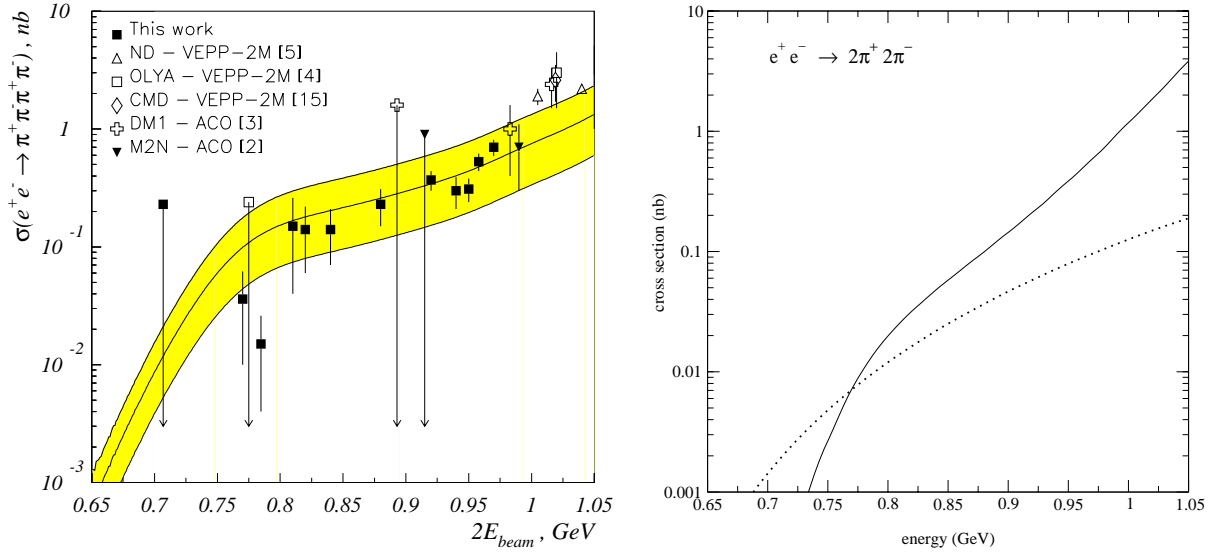 σ(e⁺e⁻ → π⁺π⁻π⁺π⁻), nb
10
1
10⁻¹
10⁻²
10⁻³
This work
ND – VEPP–2M [5]
OLYA – VEPP–2M [4]
CMD – VEPP–2M [15]
DM1 – ACO [3]
M2N – ACO [2]
0.65 0.7 0.75 0.8 0.85 0.9 0.95 1 1.05
2E_beam , GeV
cross section (nb)
10
1
0.1
0.01
0.001
e⁺ e⁻ → 2π⁺ 2π⁻
0.65 0.7 0.75 0.8 0.85 0.9 0.95 1 1.05
energy (GeV)